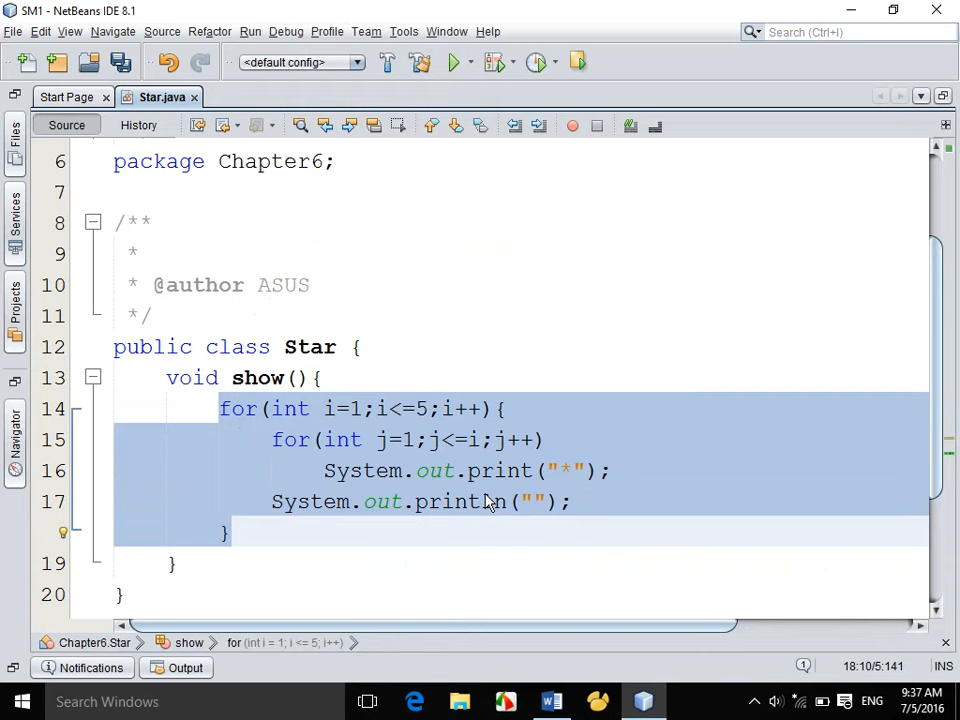 SM1 - NetBeans IDE 8.1
File Edit View Navigate Source Refactor Run Debug Profile Team Tools Window Help
Search (Ctrl+I)
<default config>
Start Page
Star.java
Source History
Files
Services
Projects
Navigator
6 package Chapter6;
7
8 /**
9 *
10 * @author ASUS
11 */
12 public class Star {
13 void show(){
14 for(int i=1;i<=5;i++){
15 for(int j=1;j<=i;j++)
16 System.out.print("*");
17 System.out.println("");
}
19 }
20 }
Chapter6.Star show for (int i = 1; i <= 5; i++)
Notifications Output 1 18:10/5:141 INS
Search Windows
ENG
9:37 AM
7/5/2016